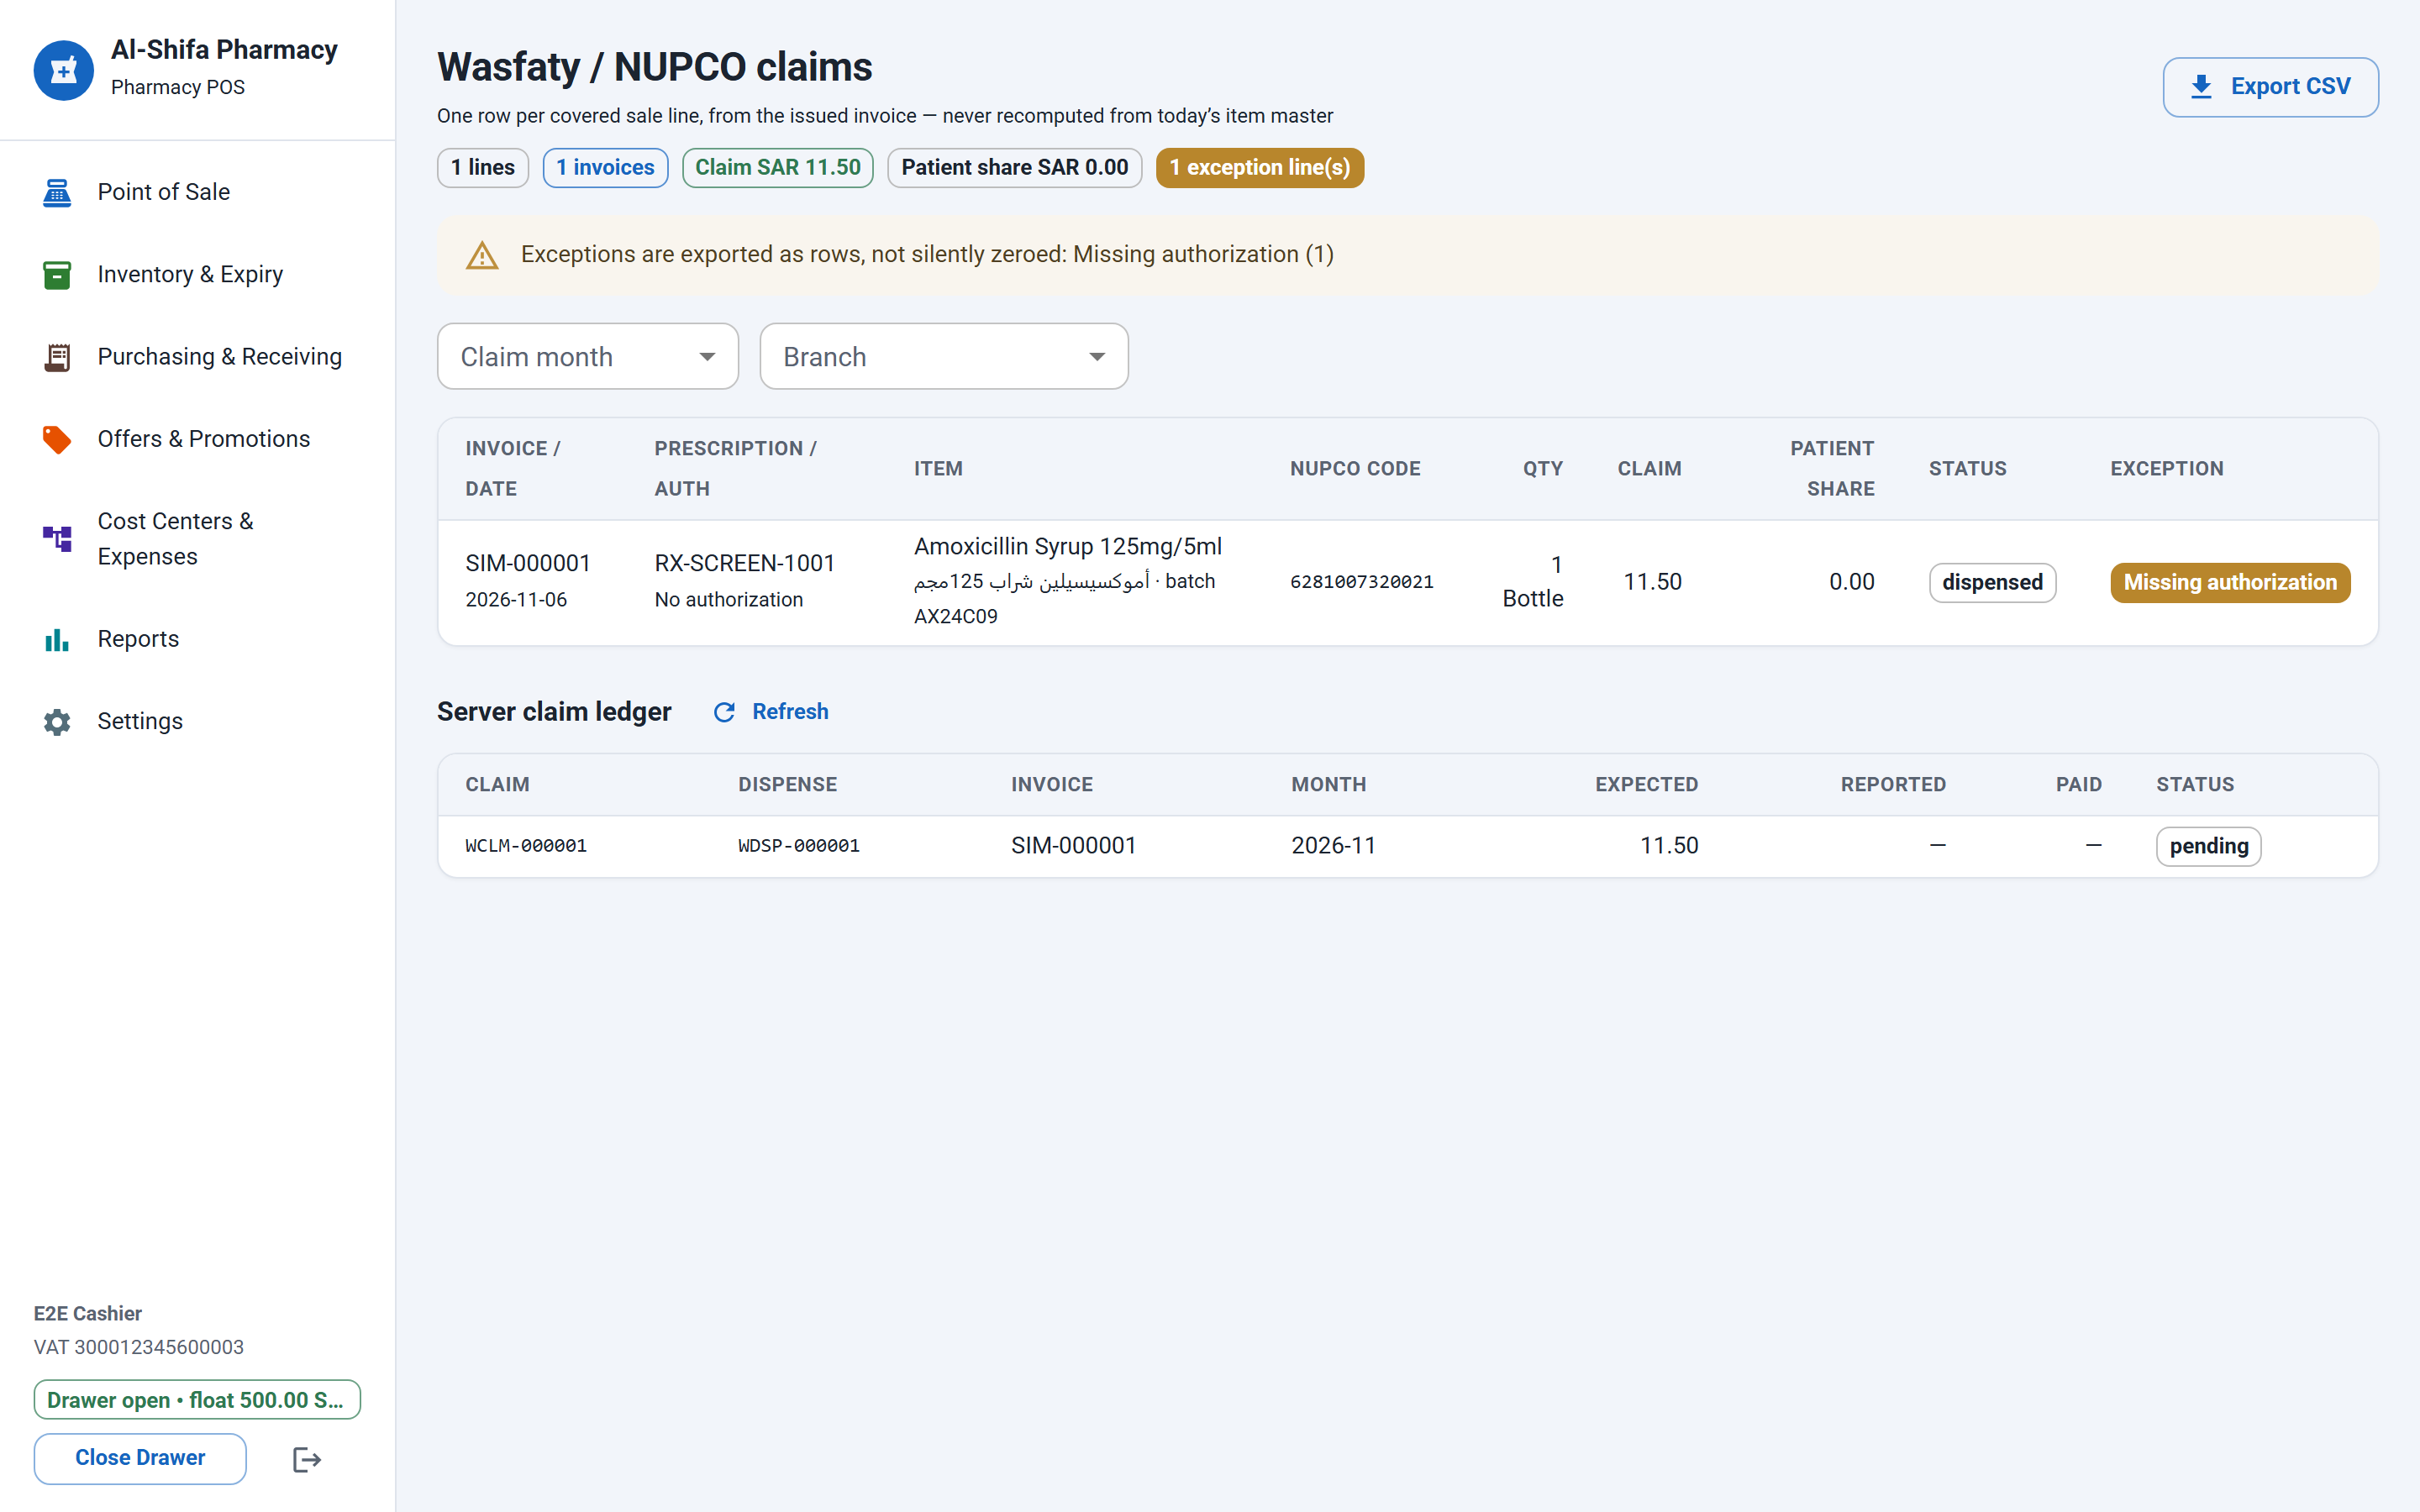 Al-Shifa Pharmacy
Pharmacy POS
Point of Sale
Inventory & Expiry
Purchasing & Receiving
Offers & Promotions
Cost Centers &
Expenses
Reports
Settings
E2E Cashier
VAT 300012345600003
Drawer open • float 500.00 S...
Close Drawer
Wasfaty / NUPCO claims
One row per covered sale line, from the issued invoice — never recomputed from today’s item master
Export CSV
1 lines
1 invoices
Claim SAR 11.50
Patient share SAR 0.00
1 exception line(s)
Exceptions are exported as rows, not silently zeroed: Missing authorization (1)
Claim month
Branch
INVOICE / DATE
PRESCRIPTION / AUTH
ITEM
NUPCO CODE
QTY
CLAIM
PATIENT SHARE
STATUS
EXCEPTION
SIM-000001
2026-11-06
RX-SCREEN-1001
No authorization
Amoxicillin Syrup 125mg/5ml
أموكسيسيلين شراب 125مجم · batch
AX24C09
6281007320021
1
Bottle
11.50
0.00
dispensed
Missing authorization
Server claim ledger
Refresh
CLAIM
DISPENSE
INVOICE
MONTH
EXPECTED
REPORTED
PAID
STATUS
WCLM-000001
WDSP-000001
SIM-000001
2026-11
11.50
—
—
pending